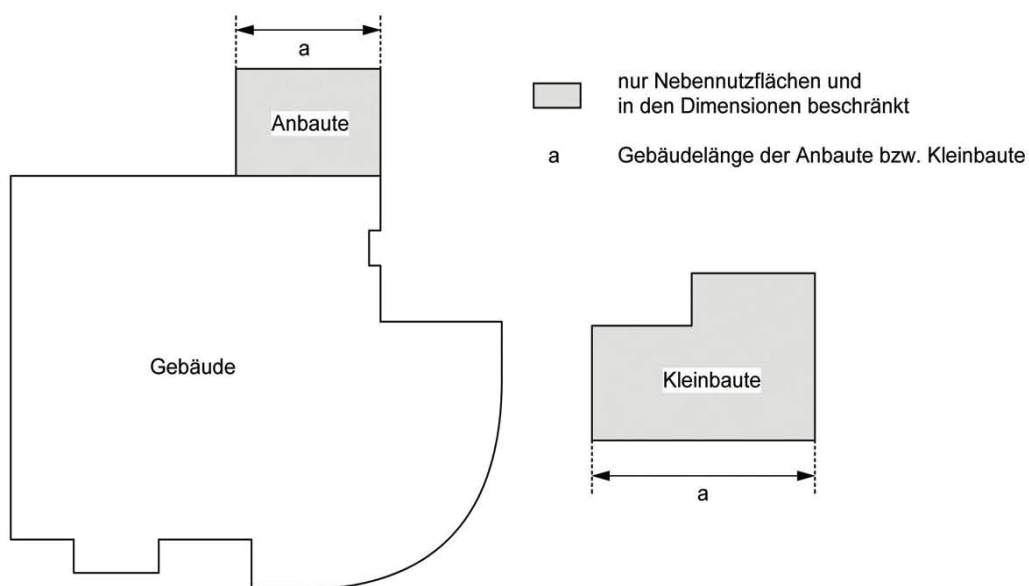 a
Anbaute
nur Nebennutzflächen und
in den Dimensionen beschränkt
a Gebäudelänge der Anbaute bzw. Kleinbaute
Gebäude
Kleinbaute
a